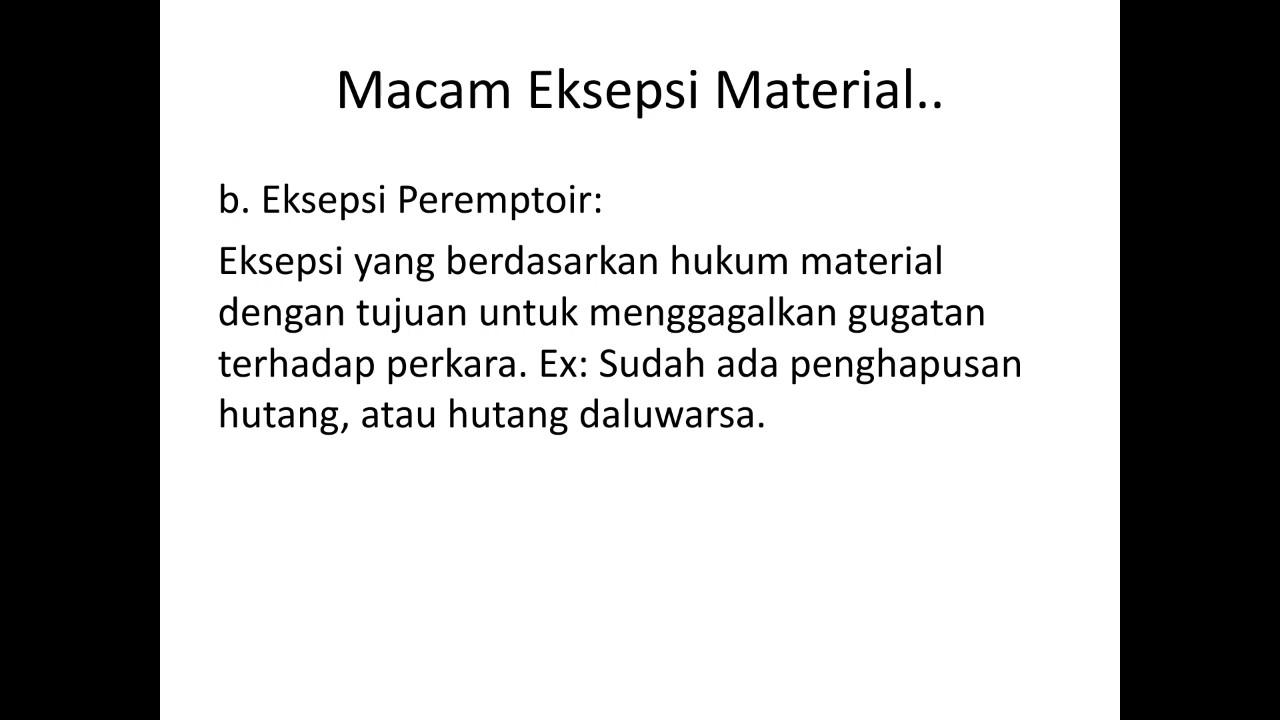 Macam Eksepsi Material..
b. Eksepsi Peremptoir:
Eksepsi yang berdasarkan hukum material
dengan tujuan untuk menggagalkan gugatan
terhadap perkara. Ex: Sudah ada penghapusan
hutang, atau hutang daluwarsa.